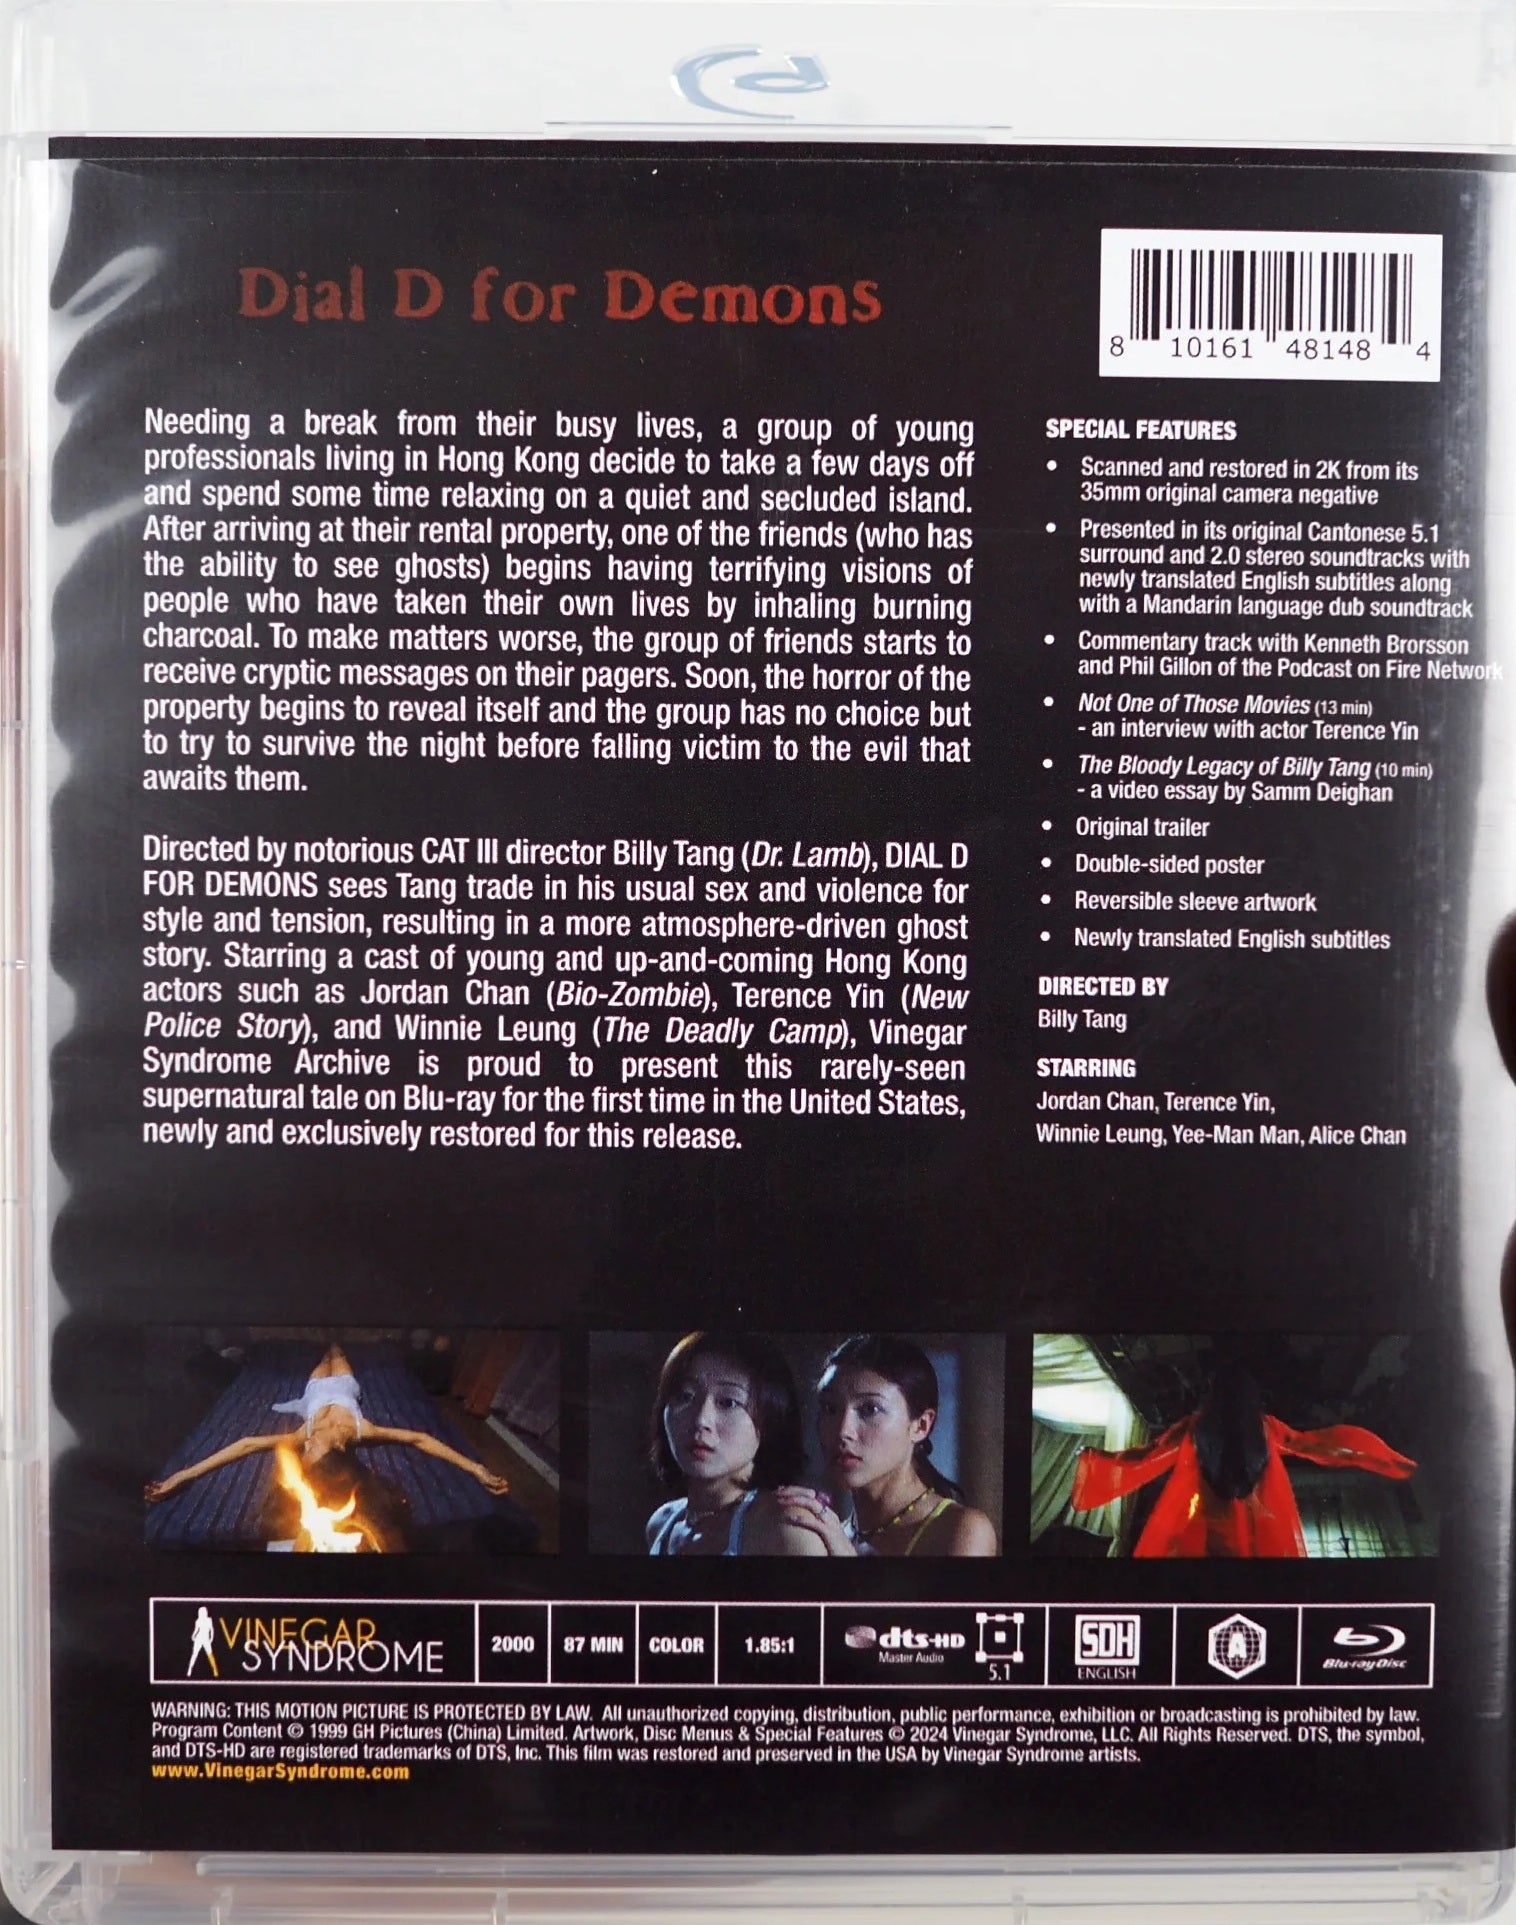 Dial D for Demons
8 10161 48148 4
Needing a break from their busy lives, a group of young
professionals living in Hong Kong decide to take a few days off
and spend some time relaxing on a quiet and secluded island.
After arriving at their rental property, one of the friends (who has
the ability to see ghosts) begins having terrifying visions of
people who have taken their own lives by inhaling burning
charcoal. To make matters worse, the group of friends starts to
receive cryptic messages on their pagers. Soon, the horror of the
property begins to reveal itself and the group has no choice but
to try to survive the night before falling victim to the evil that
awaits them.
Directed by notorious CAT III director Billy Tang (Dr. Lamb), DIAL D
FOR DEMONS sees Tang trade in his usual sex and violence for
style and tension, resulting in a more atmosphere-driven ghost
story. Starring a cast of young and up-and-coming Hong Kong
actors such as Jordan Chan (Bio-Zombie), Terence Yin (New
Police Story), and Winnie Leung (The Deadly Camp), Vinegar
Syndrome Archive is proud to present this rarely-seen
supernatural tale on Blu-ray for the first time in the United States,
newly and exclusively restored for this release.
SPECIAL FEATURES
• Scanned and restored in 2K from its
35mm original camera negative
• Presented in its original Cantonese 5.1
surround and 2.0 stereo soundtracks with
newly translated English subtitles along
with a Mandarin language dub soundtrack
• Commentary track with Kenneth Brorsson
and Phil Gillon of the Podcast on Fire Network
• Not One of Those Movies (13 min)
- an interview with actor Terence Yin
• The Bloody Legacy of Billy Tang (10 min)
- a video essay by Samm Deighan
• Original trailer
• Double-sided poster
• Reversible sleeve artwork
• Newly translated English subtitles
DIRECTED BY
Billy Tang
STARRING
Jordan Chan, Terence Yin,
Winnie Leung, Yee-Man Man, Alice Chan
VINEGAR
SYNDROME
2000
87 MIN
COLOR
1.85:1
dts-HD
Master Audio
5.1
SDH
ENGLISH
A
Blu-ray Disc
WARNING: THIS MOTION PICTURE IS PROTECTED BY LAW. All unauthorized copying, distribution, public performance, exhibition or broadcasting is prohibited by law.
Program Content © 1999 GH Pictures (China) Limited. Artwork, Disc Menus & Special Features © 2024 Vinegar Syndrome, LLC. All Rights Reserved. DTS, the symbol,
and DTS-HD are registered trademarks of DTS, Inc. This film was restored and preserved in the USA by Vinegar Syndrome artists.
www.VinegarSyndrome.com